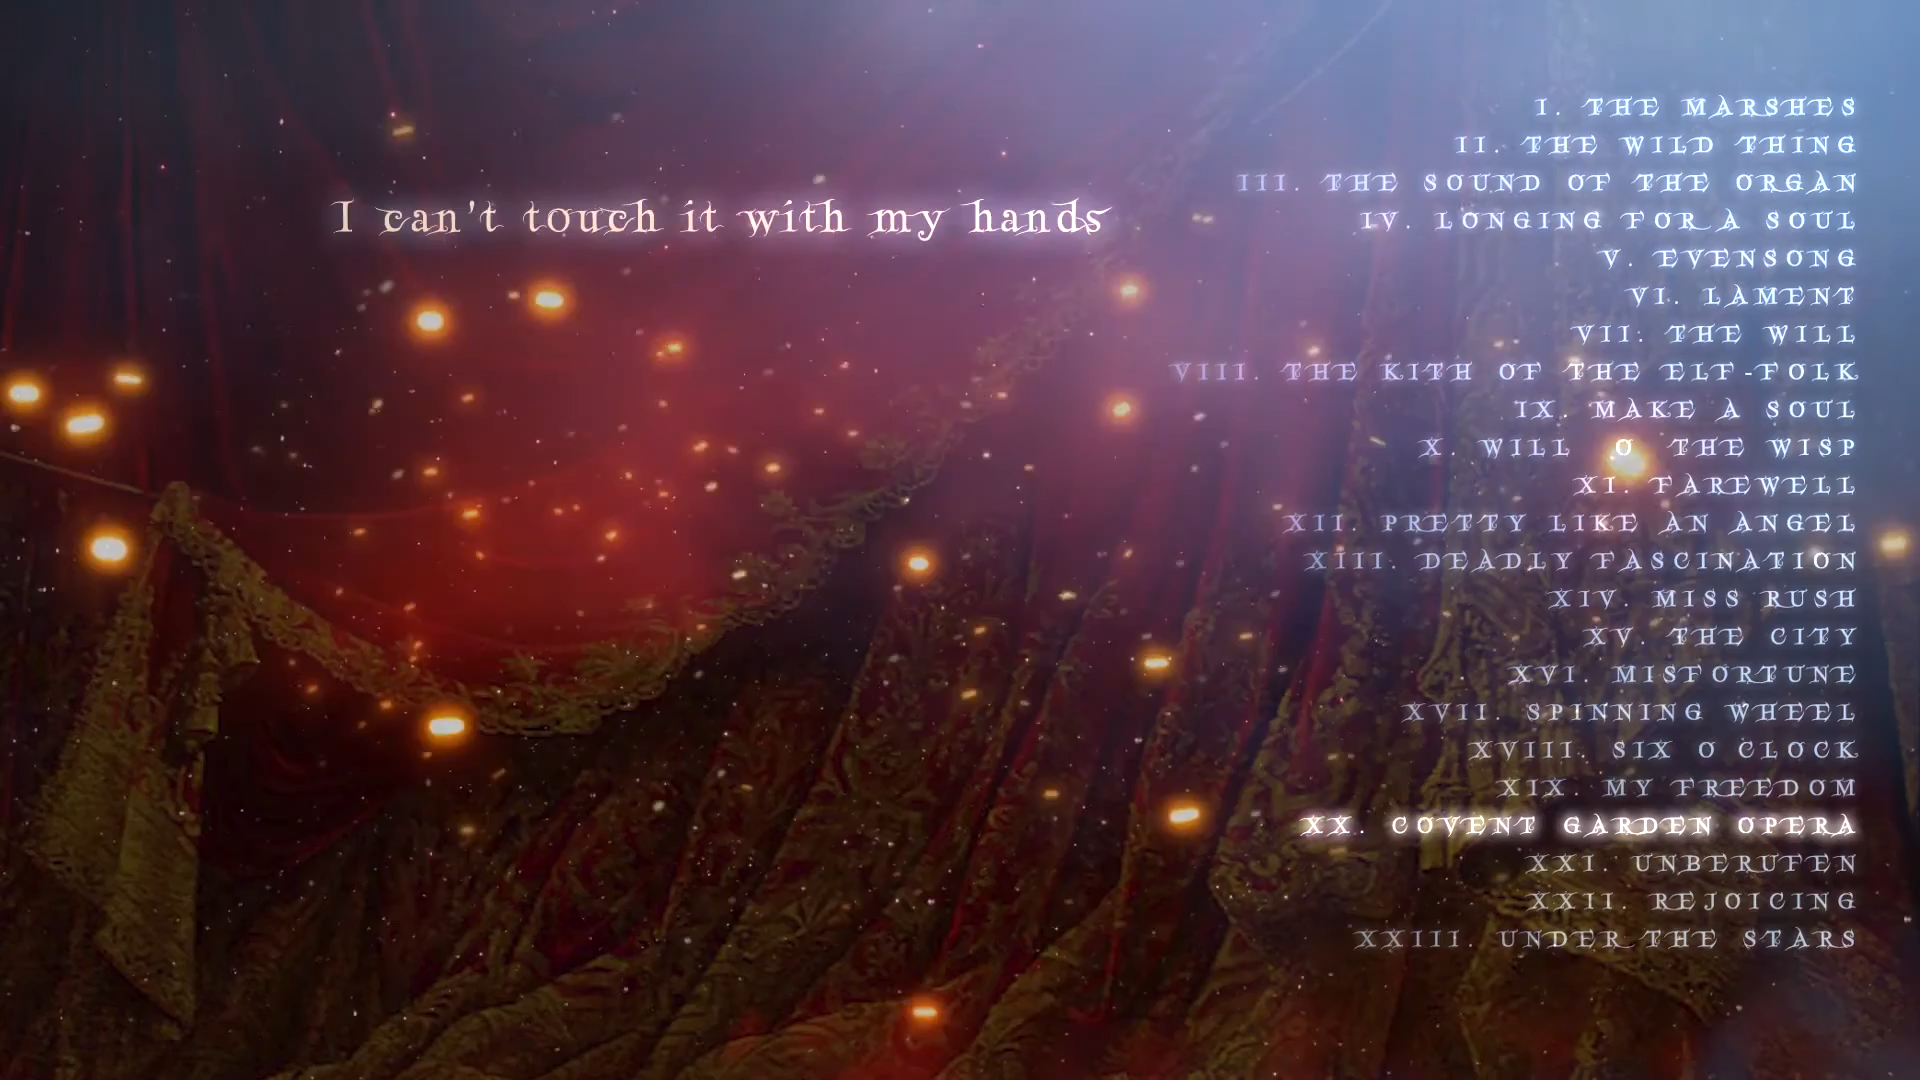 I can't touch it with my hands
I. THE MARSHES
II. THE WILD THING
III. THE SOUND OF THE ORGAN
IV. LONGING FOR A SOUL
V. EVENSONG
VI. LAMENT
VII. THE WILL
VIII. THE KITH OF THE ELF-FOLK
IX. MAKE A SOUL
X. WILL O THE WISP
XI. FAREWELL
XII. PRETTY LIKE AN ANGEL
XIII. DEADLY FASCINATION
XIV. MISS RUSH
XV. THE CITY
XVI. MISFORTUNE
XVII. SPINNING WHEEL
XVIII. SIX O CLOCK
XIX. MY FREEDOM
XX. COVENT GARDEN OPERA
XXI. UNBERUFEN
XXII. REJOICING
XXIII. UNDER THE STARS